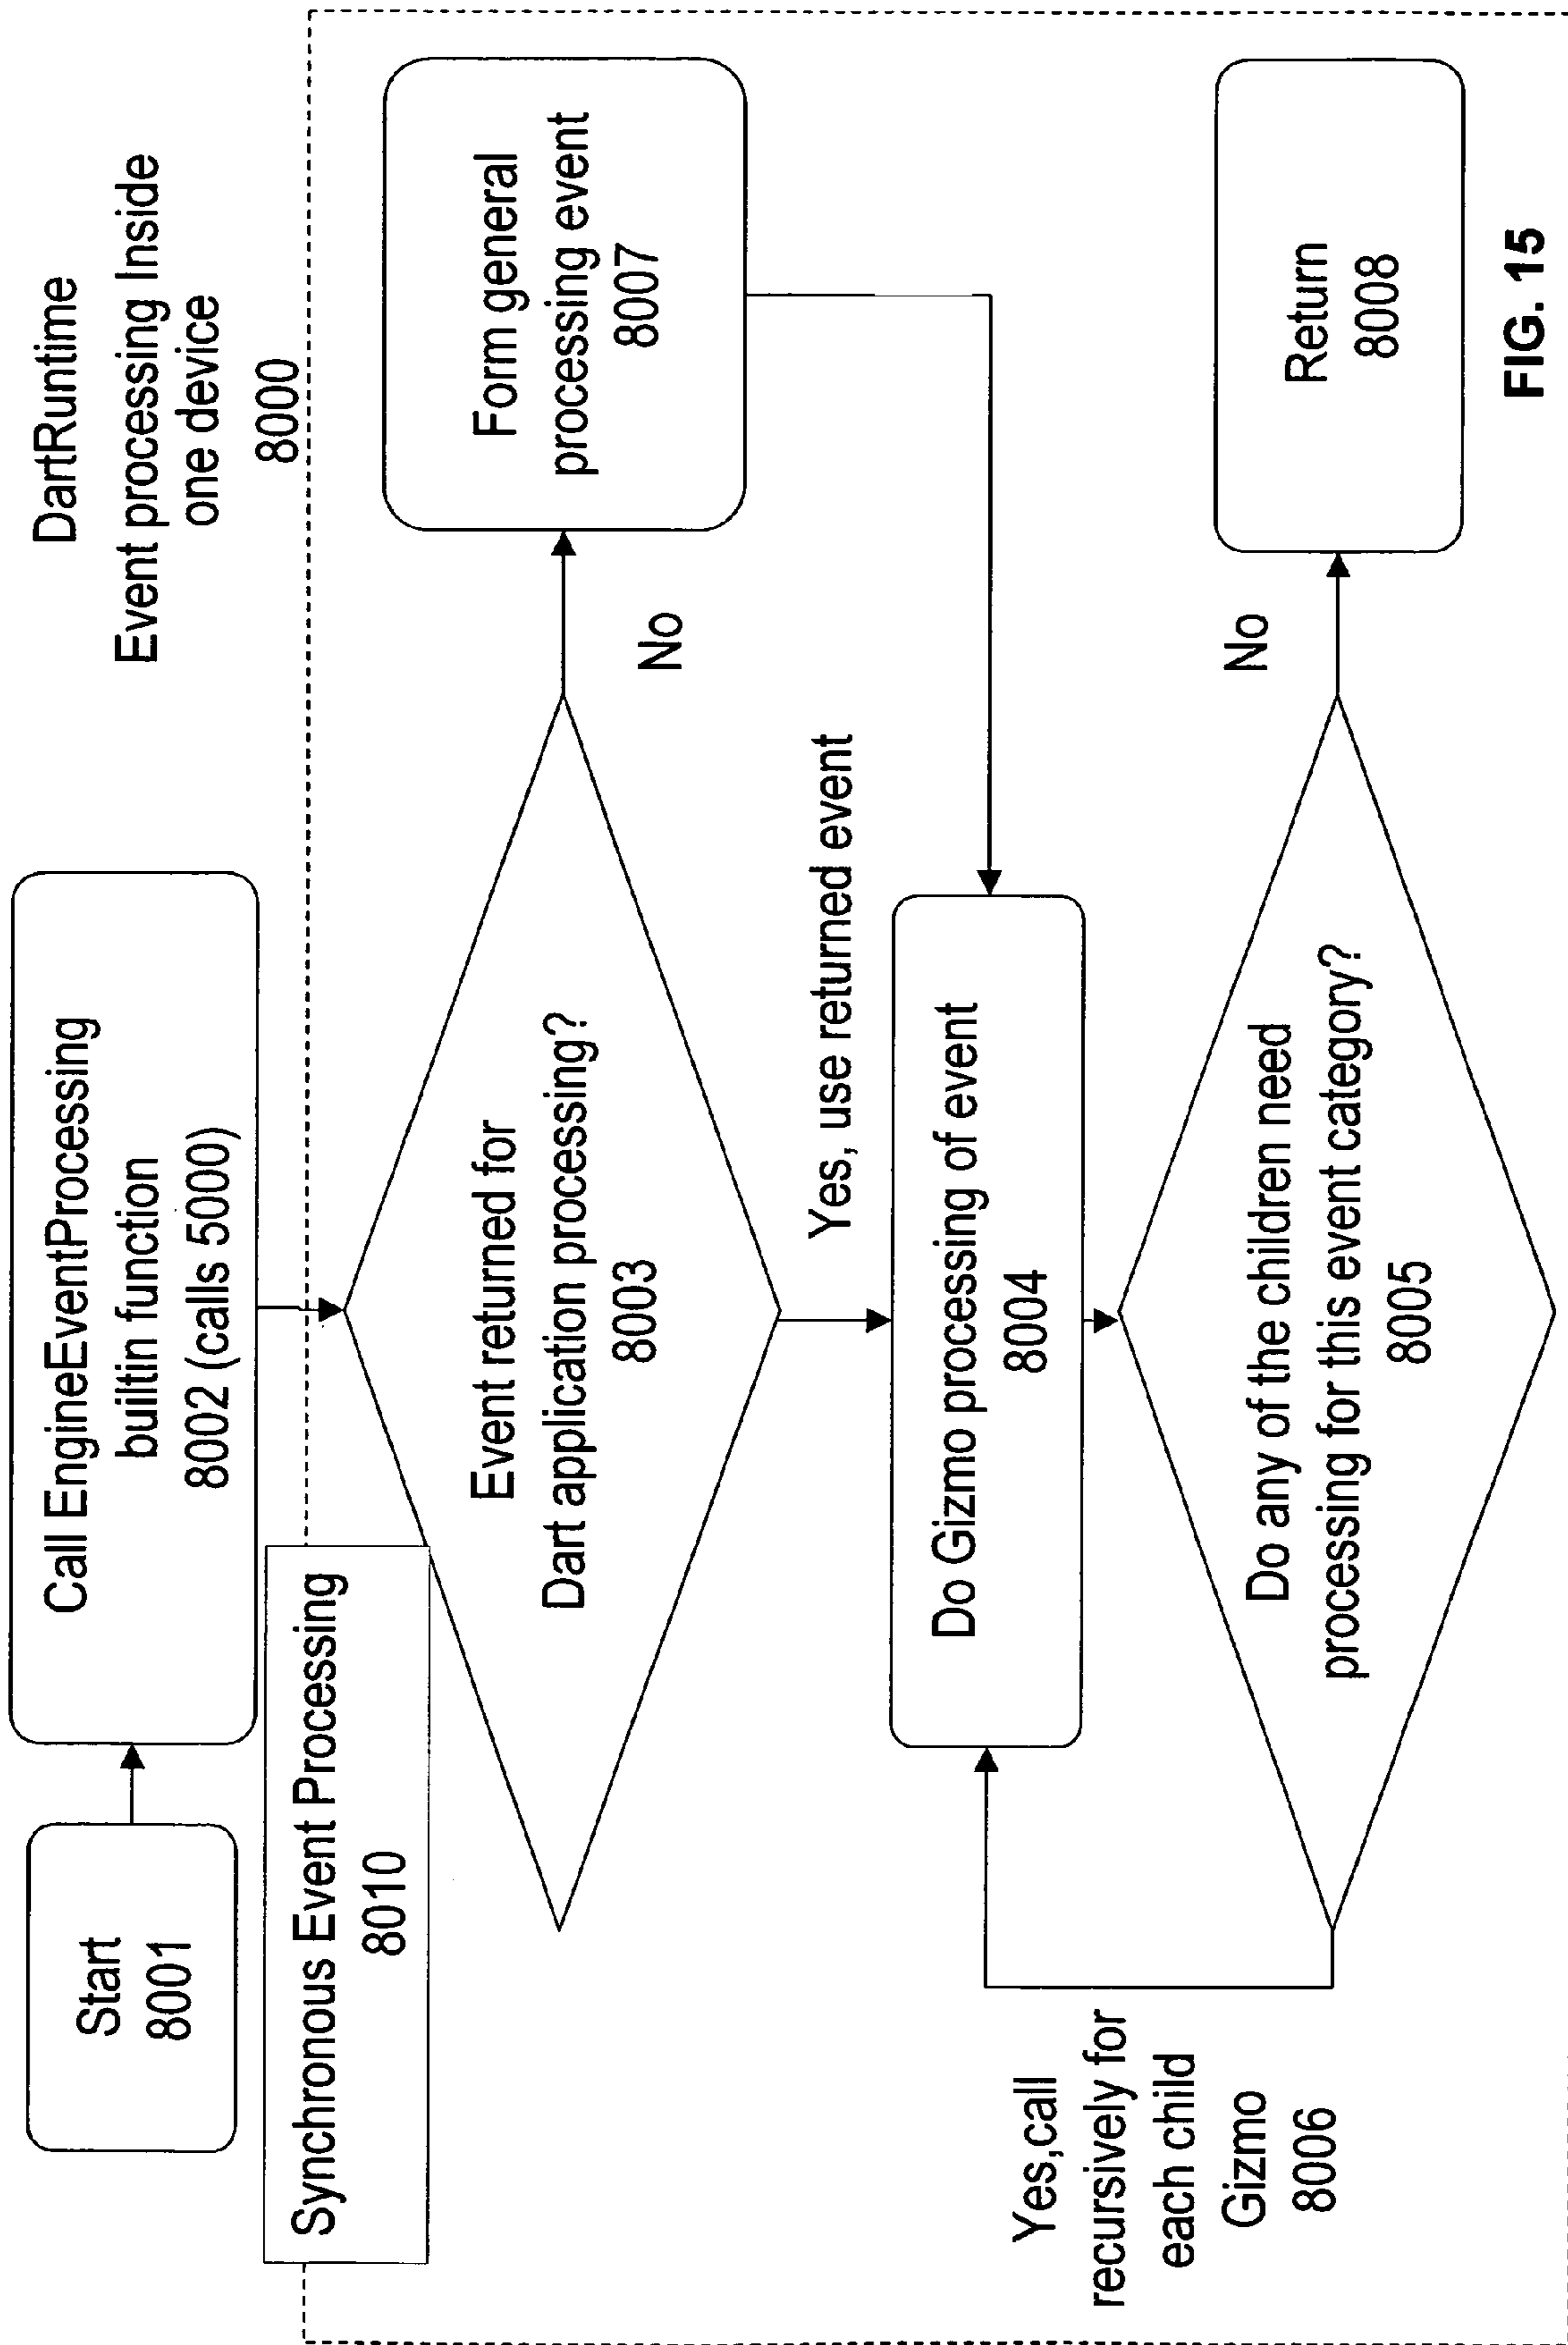 DartRuntime
Event processing Inside
one device
8000
Start
8001
Call EngineEventProcessing
builtin function
8002 (calls 5000)
Synchronous Event Processing
8010
Event returned for
Dart application processing?
8003
No
Form general
processing event
8007
Yes, use returned event
Do Gizmo processing of event
8004
Yes,call
recursively for
each child
Gizmo
8006
Do any of the children need
processing for this event category?
8005
No
Return
8008
FIG. 15